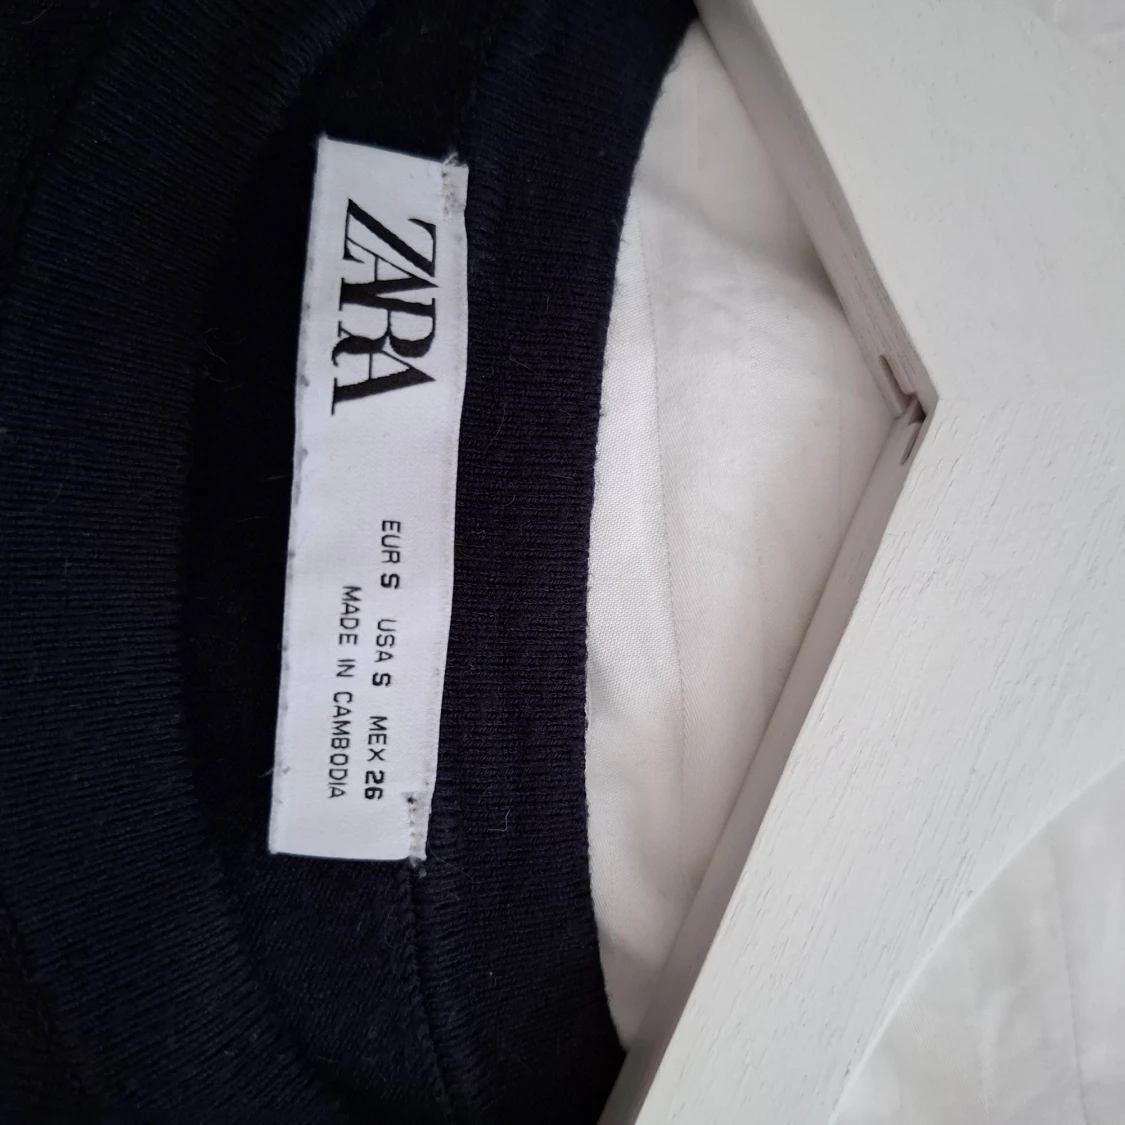 ZARA
EUR S USA S MEX 26
MADE IN CAMBODIA